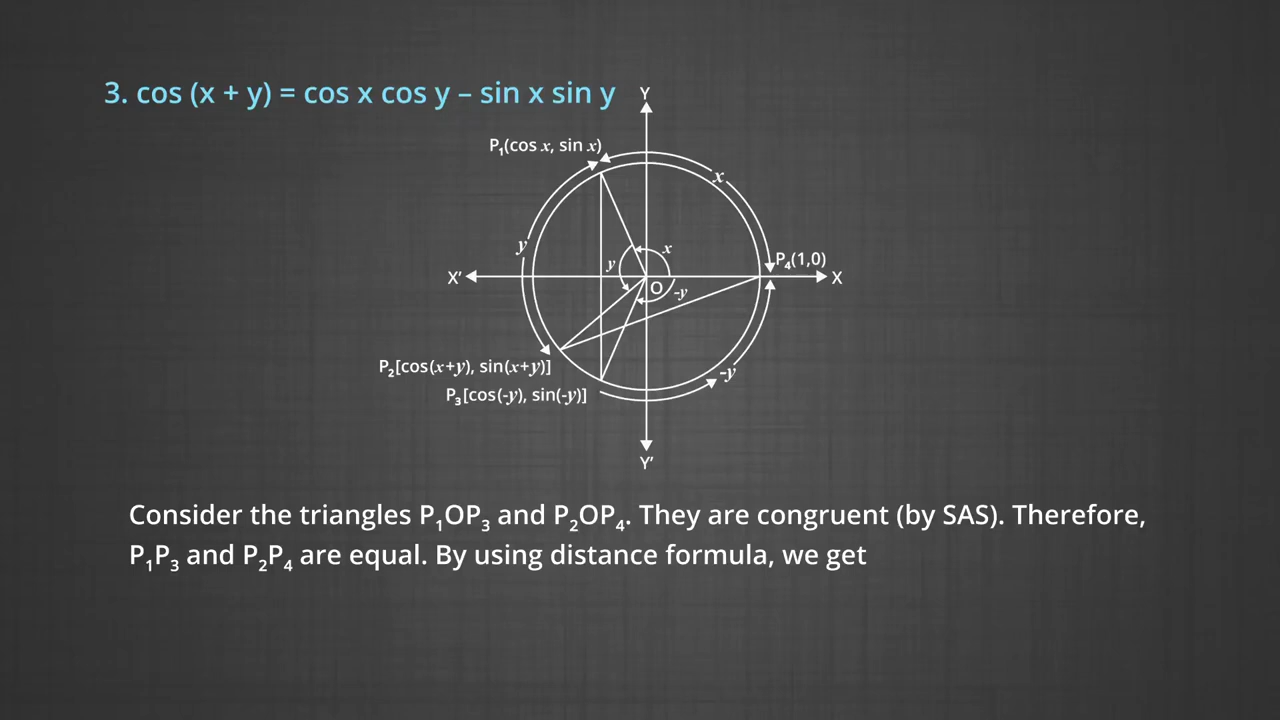 3. cos (x + y) = cos x cos y – sin x sin y
Y
P₁(cos x, sin x)
x
y
x
y
P₄(1,0)
X'
O
-y
X
P₂[cos(x+y), sin(x+y)]
-y
P₃[cos(-y), sin(-y)]
Y'
Consider the triangles P₁OP₃ and P₂OP₄. They are congruent (by SAS). Therefore,
P₁P₃ and P₂P₄ are equal. By using distance formula, we get